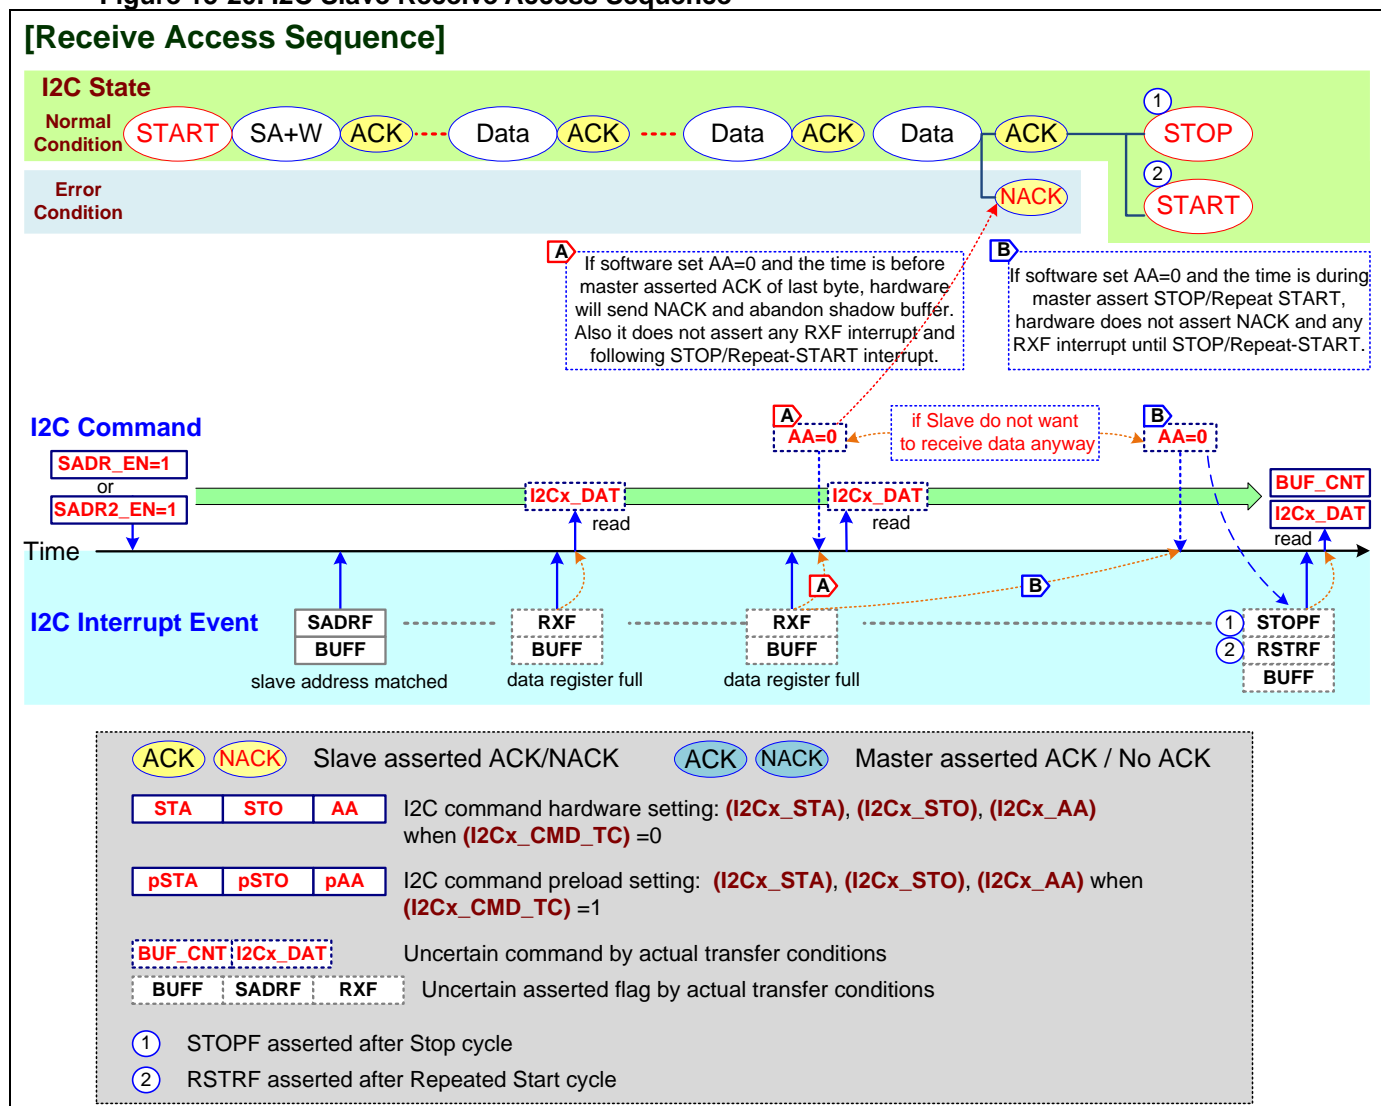 [Receive Access Sequence]
I2C State
Normal
Condition
START
SA+W
ACK
Data
ACK
Data
ACK
Data
ACK
1
STOP
2
START
Error
Condition
NACK
A
If software set AA=0 and the time is before
master asserted ACK of last byte, hardware
will send NACK and abandon shadow buffer.
Also it does not assert any RXF interrupt and
following STOP/Repeat-START interrupt.
B
If software set AA=0 and the time is during
master assert STOP/Repeat START,
hardware does not assert NACK and any
RXF interrupt until STOP/Repeat-START.
I2C Command
SADR_EN=1
or
SADR2_EN=1
A
AA=0
if Slave do not want
to receive data anyway
B
AA=0
I2Cx_DAT
read
I2Cx_DAT
read
BUF_CNT
I2Cx_DAT
read
Time
A
B
I2C Interrupt Event
SADRF
BUFF
slave address matched
RXF
BUFF
data register full
RXF
BUFF
data register full
1 STOPF
2 RSTRF
BUFF
ACK NACK Slave asserted ACK/NACK ACK NACK Master asserted ACK / No ACK
STA STO AA I2C command hardware setting: (I2Cx_STA), (I2Cx_STO), (I2Cx_AA)
when (I2Cx_CMD_TC) =0
pSTA pSTO pAA I2C command preload setting: (I2Cx_STA), (I2Cx_STO), (I2Cx_AA) when
(I2Cx_CMD_TC) =1
BUF_CNT I2Cx_DAT Uncertain command by actual transfer conditions
BUFF SADRF RXF Uncertain asserted flag by actual transfer conditions
1 STOPF asserted after Stop cycle
2 RSTRF asserted after Repeated Start cycle